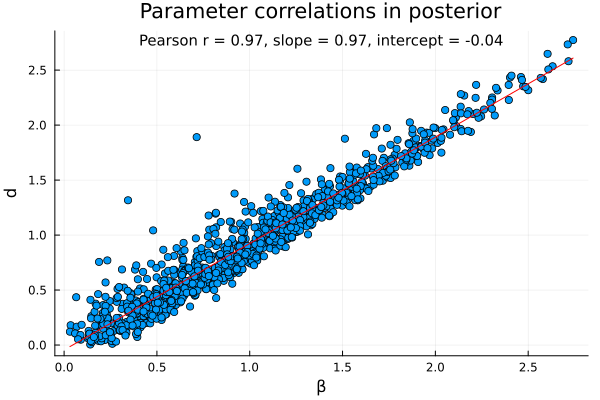 Parameter correlations in posterior
Pearson r = 0.97, slope = 0.97, intercept = -0.04
2.5
2.0
1.5
1.0
0.5
0.0
d
0.0 0.5 1.0 1.5 2.0 2.5
β